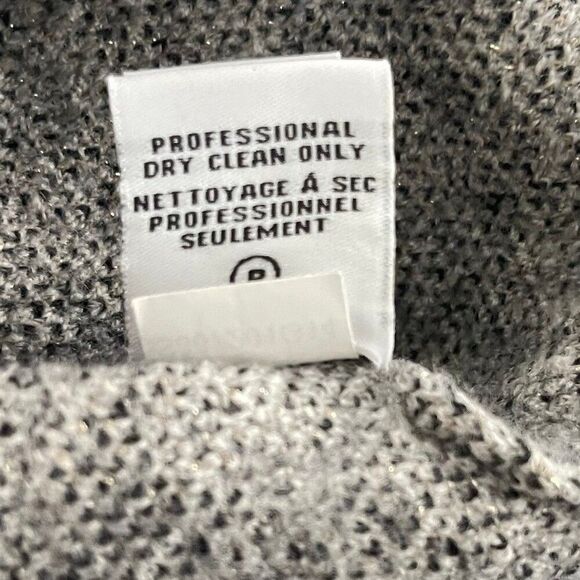 PROFESSIONAL
DRY CLEAN ONLY
NETTOYAGE Á SEC
PROFESSIONNEL
SEULEMENT
P